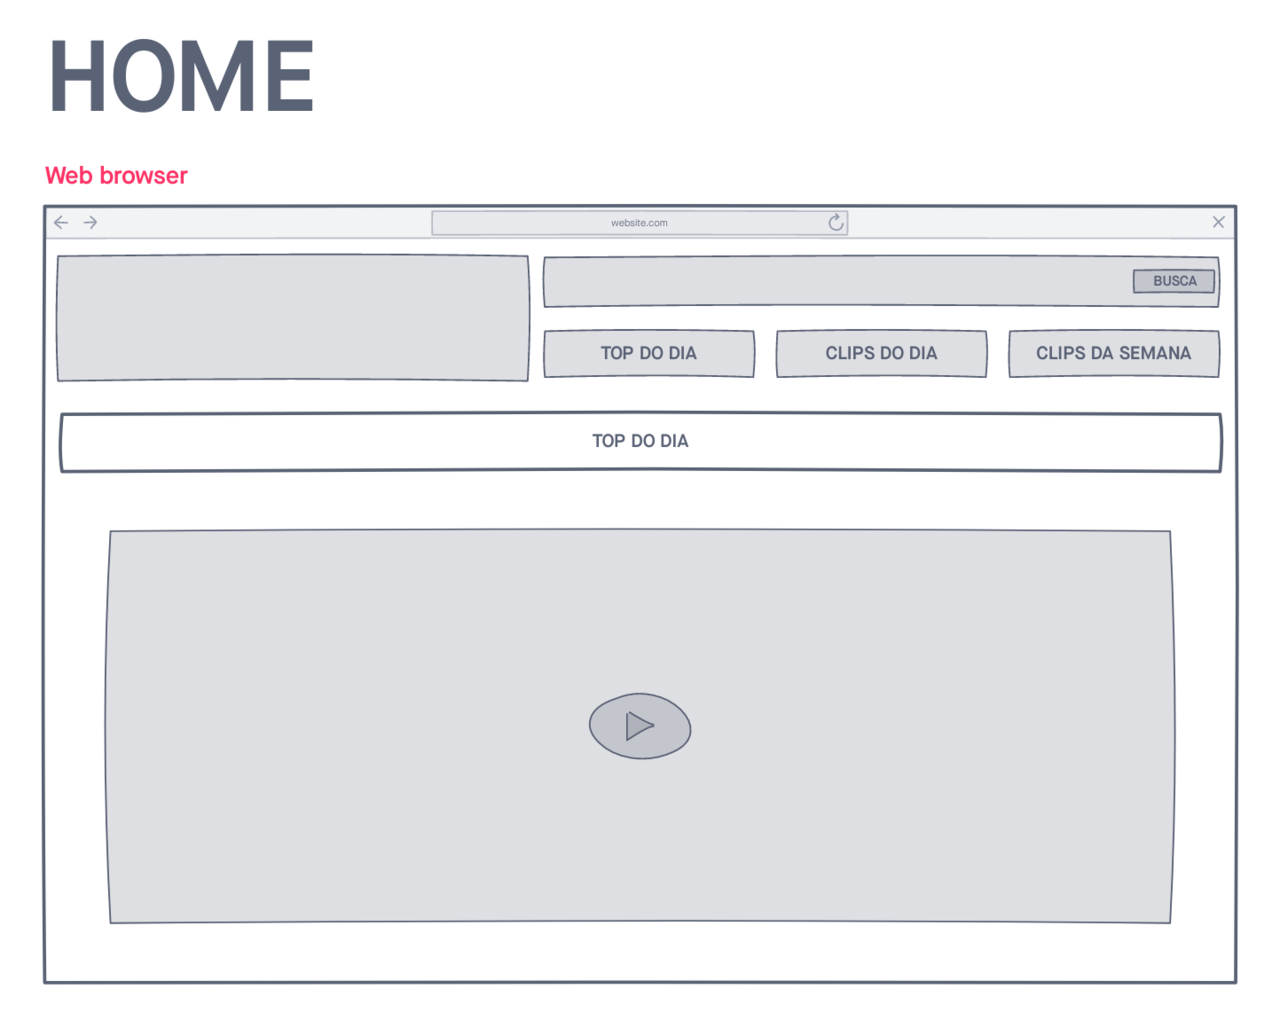 HOME
Web browser
website.com
BUSCA
TOP DO DIA
CLIPS DO DIA
CLIPS DA SEMANA
TOP DO DIA